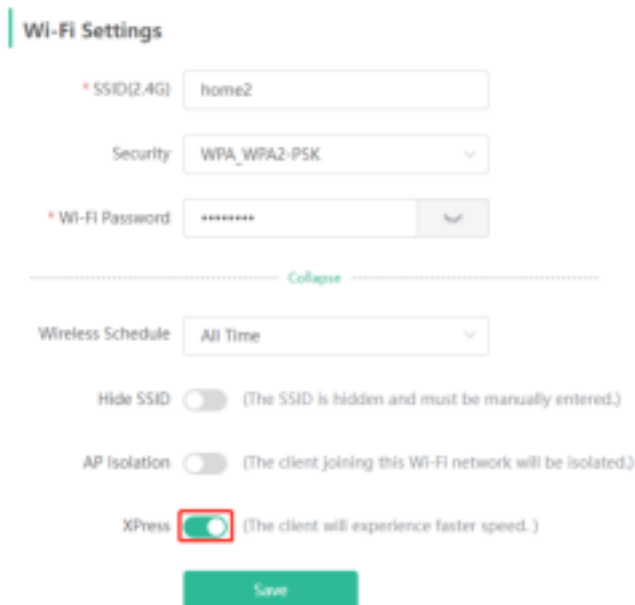 Wi-Fi Settings
* SSID(2.4G) home2
Security WPA_WPA2-PSK
* Wi-Fi Password ••••••••
Collapse
Wireless Schedule All Time
Hide SSID (The SSID is hidden and must be manually entered.)
AP Isolation (The client joining this Wi-Fi network will be isolated.)
XPress (The client will experience faster speed. )
Save